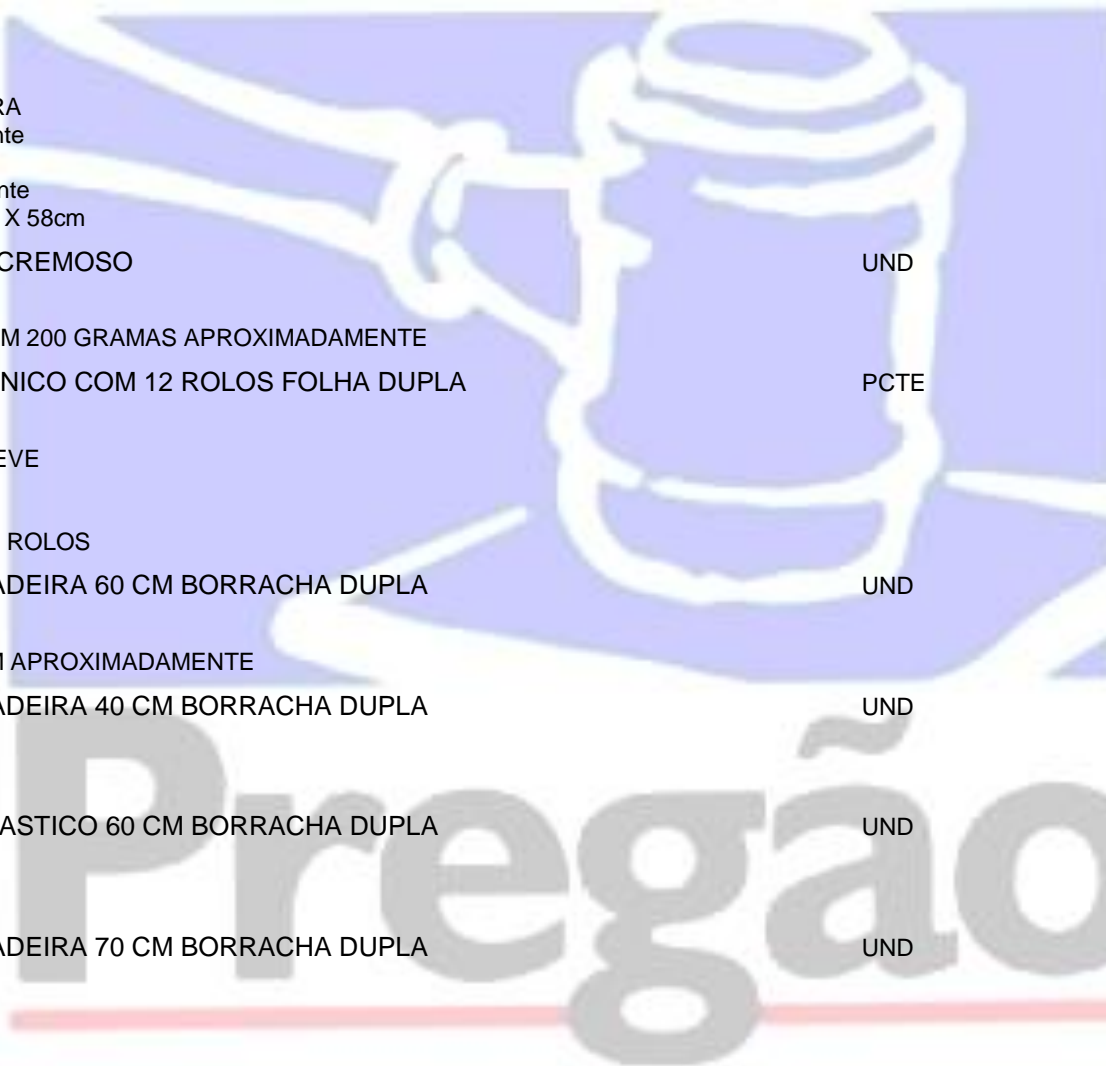 RA
nte
nte
X 58cm
CREMOSO UND
M 200 GRAMAS APROXIMADAMENTE
NICO COM 12 ROLOS FOLHA DUPLA PCTE
EVE
ROLOS
ADEIRA 60 CM BORRACHA DUPLA UND
M APROXIMADAMENTE
ADEIRA 40 CM BORRACHA DUPLA UND
ASTICO 60 CM BORRACHA DUPLA UND
ADEIRA 70 CM BORRACHA DUPLA UND
Pregão